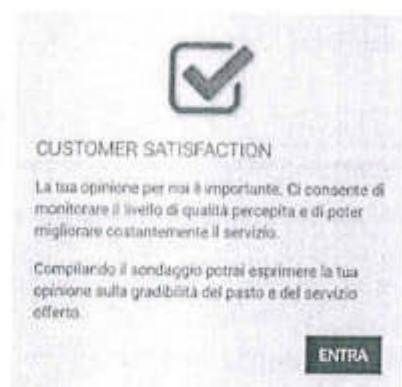 CUSTOMER SATISFACTION
La tua opinione per noi è importante. Ci consente di
monitorare il livello di qualità percepita e di poter
migliorare costantemente il servizio.
Compilando il sondaggio potrai esprimere la tua
opinione sulla gradibilità del pasto e del servizio
offerto.
ENTRA